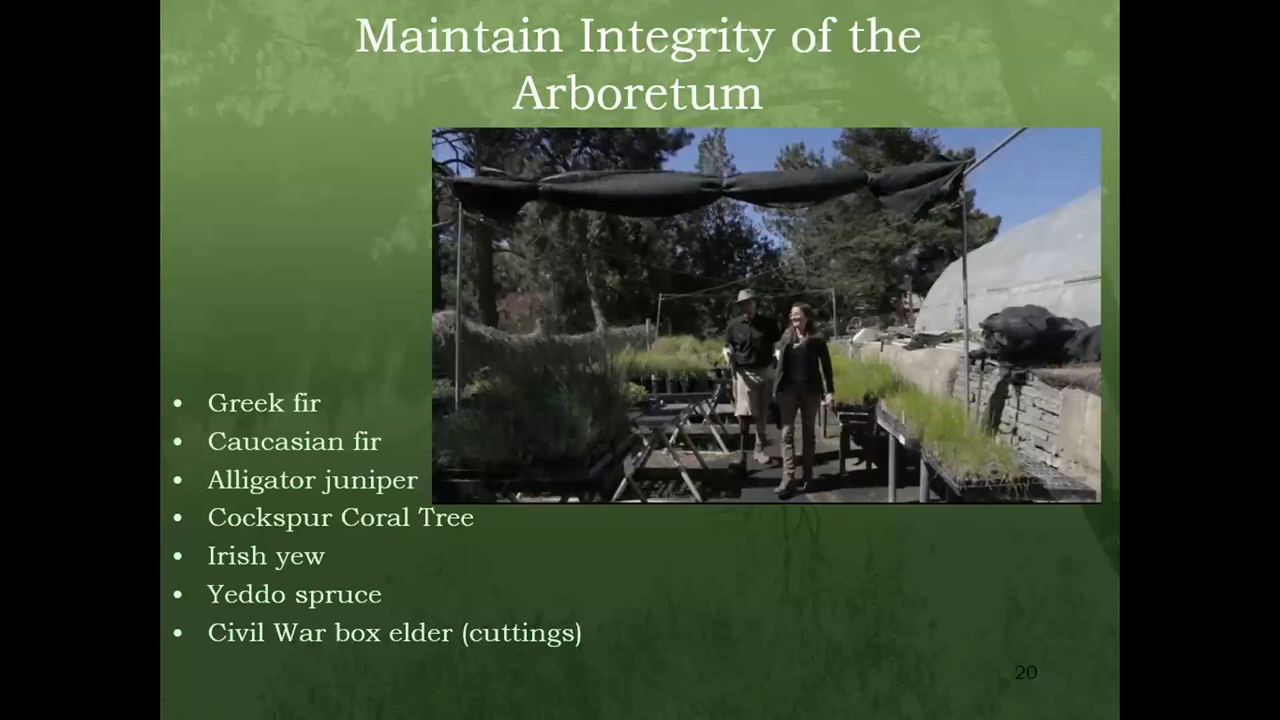 Maintain Integrity of the
Arboretum
• Greek fir
• Caucasian fir
• Alligator juniper
• Cockspur Coral Tree
• Irish yew
• Yeddo spruce
• Civil War box elder (cuttings)
20